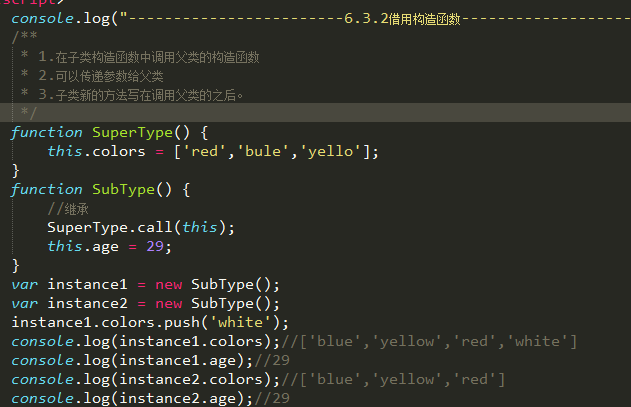 script>
console.log("------------------------6.3.2借用构造函数-------------------
/**
* 1.在子类构造函数中调用父类的构造函数
* 2.可以传递参数给父类
* 3.子类新的方法写在调用父类的之后。
*/
function SuperType() {
this.colors = ['red','bule','yello'];
}
function SubType() {
//继承
SuperType.call(this);
this.age = 29;
}
var instance1 = new SubType();
var instance2 = new SubType();
instance1.colors.push('white');
console.log(instance1.colors);//['blue','yellow','red','white']
console.log(instance1.age);//29
console.log(instance2.colors);//['blue','yellow','red']
console.log(instance2.age);//29